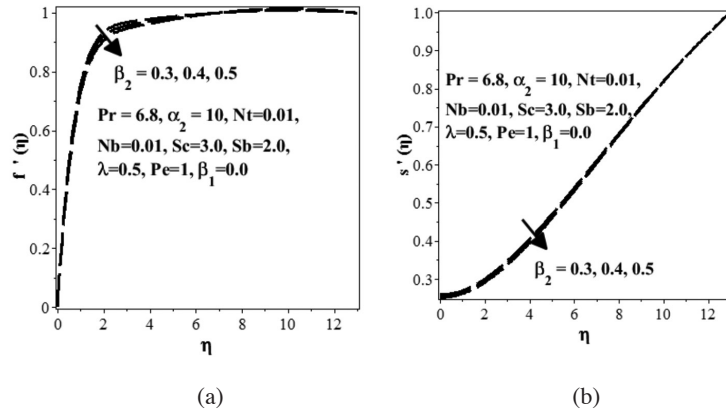 1
0.8
0.6
0.4
0.2
0
f ' (η)
β₂ = 0.3, 0.4, 0.5
Pr = 6.8, α₂ = 10, Nt=0.01,
Nb=0.01, Sc=3.0, Sb=2.0,
λ=0.5, Pe=1, β₁=0.0
0 2 4 6 8 10 12
η
(a)
1.0
0.9
0.8
0.7
0.6
0.5
0.4
0.3
s ' (η)
Pr = 6.8, α₂ = 10, Nt=0.01,
Nb=0.01, Sc=3.0, Sb=2.0,
λ=0.5, Pe=1, β₁=0.0
β₂ = 0.3, 0.4, 0.5
0 2 4 6 8 10 12
η
(b)